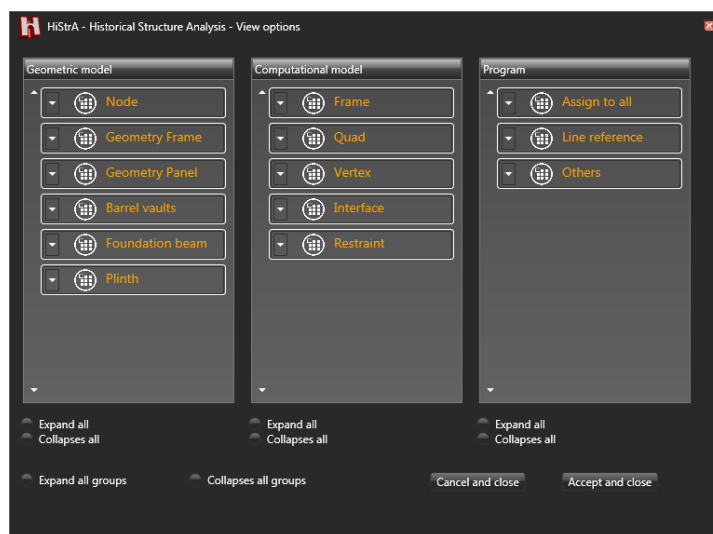 HiStrA - Historical Structure Analysis - View options
Geometric model
Node
Geometry Frame
Geometry Panel
Barrel vaults
Foundation beam
Plinth
Expand all
Collapses all
Computational model
Frame
Quad
Vertex
Interface
Restraint
Expand all
Collapses all
Program
Assign to all
Line reference
Others
Expand all
Collapses all
Expand all groups
Collapses all groups
Cancel and close
Accept and close